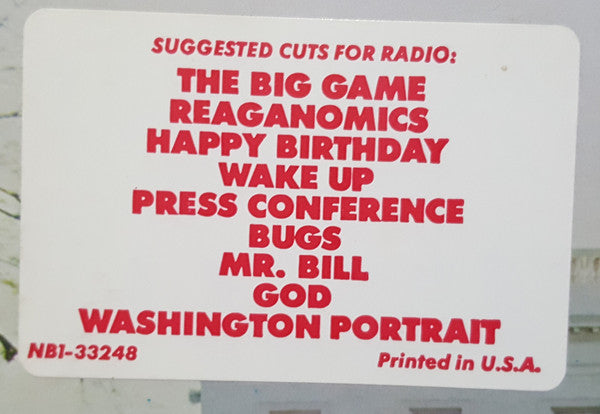 SUGGESTED CUTS FOR RADIO:
THE BIG GAME
REAGANOMICS
HAPPY BIRTHDAY
WAKE UP
PRESS CONFERENCE
BUGS
MR. BILL
GOD
WASHINGTON PORTRAIT
NB1-33248
Printed in U.S.A.